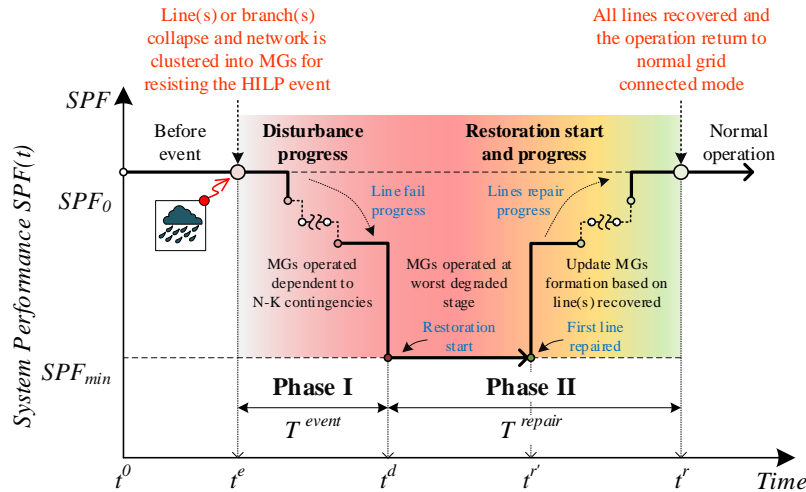 Line(s) or branch(s)
collapse and network is
clustered into MGs for
resisting the HILP event
All lines recovered and
the operation return to
normal grid
connected mode
SPF
Before
event
Disturbance
progress
Restoration start
and progress
Normal
operation
System Performance SPF(t)
SPF0
Line fail
progress
Lines repair
progress
MGs operated
dependent to
N-K contingencies
MGs operated at
worst degraded
stage
Update MGs
formation based on
line(s) recovered
Restoration
start
First line
repaired
SPFmin
Phase I
Phase II
T event
T repair
t0
te
td
tr'
tr
Time